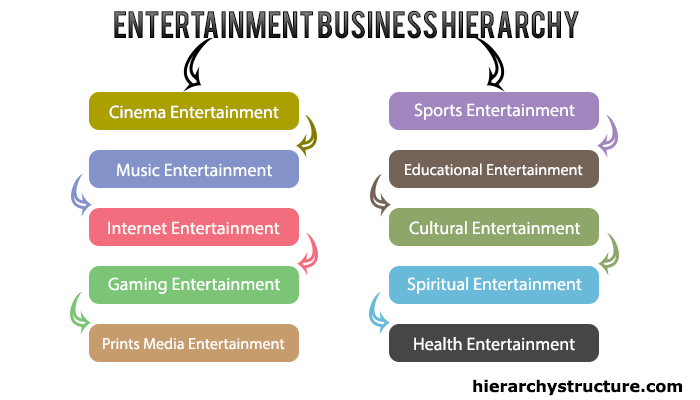 ENTERTAINMENT BUSINESS HIERARCHY
Cinema Entertainment
Music Entertainment
Internet Entertainment
Gaming Entertainment
Prints Media Entertainment
Sports Entertainment
Educational Entertainment
Cultural Entertainment
Spiritual Entertainment
Health Entertainment
hierarchystructure.com